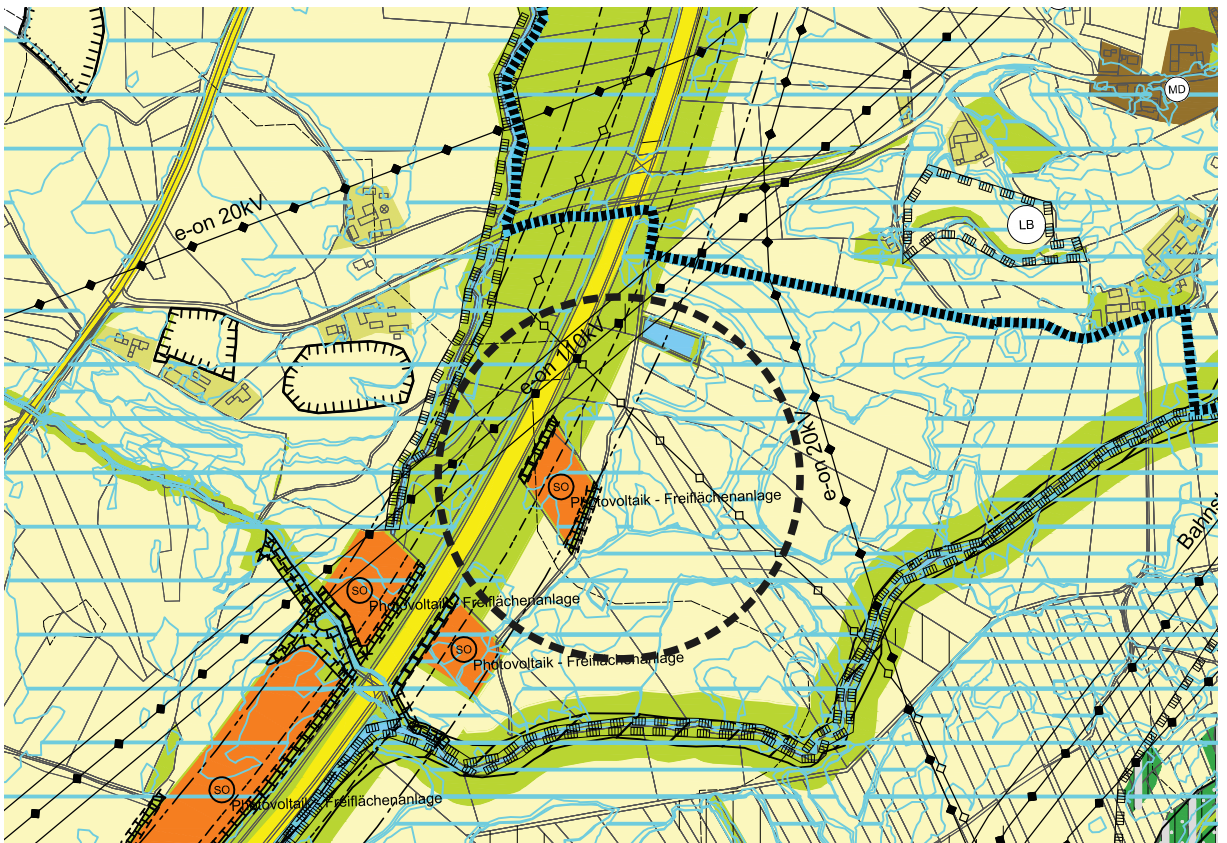 MD
e-on 20kV
LB
e-on 110kV
e-on 20kV
SO
Photovoltaik - Freiflächenanlage
Bahnst
SO
Photovoltaik - Freiflächenanlage
SO
Photovoltaik - Freiflächenanlage
SO
Photovoltaik - Freiflächenanlage